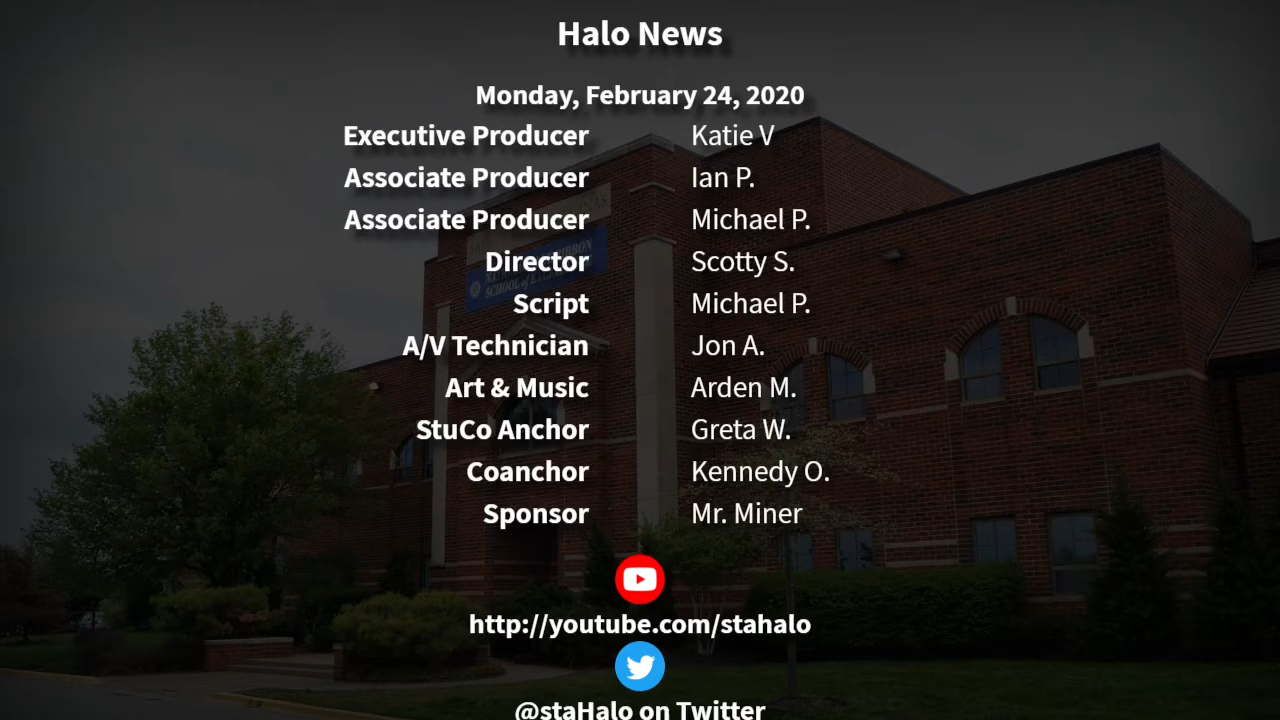 Halo News
Monday, February 24, 2020
Executive Producer Katie V
Associate Producer Ian P.
Associate Producer Michael P.
Director Scotty S.
Script Michael P.
A/V Technician Jon A.
Art & Music Arden M.
StuCo Anchor Greta W.
Coanchor Kennedy O.
Sponsor Mr. Miner
http://youtube.com/stahalo
@staHalo on Twitter